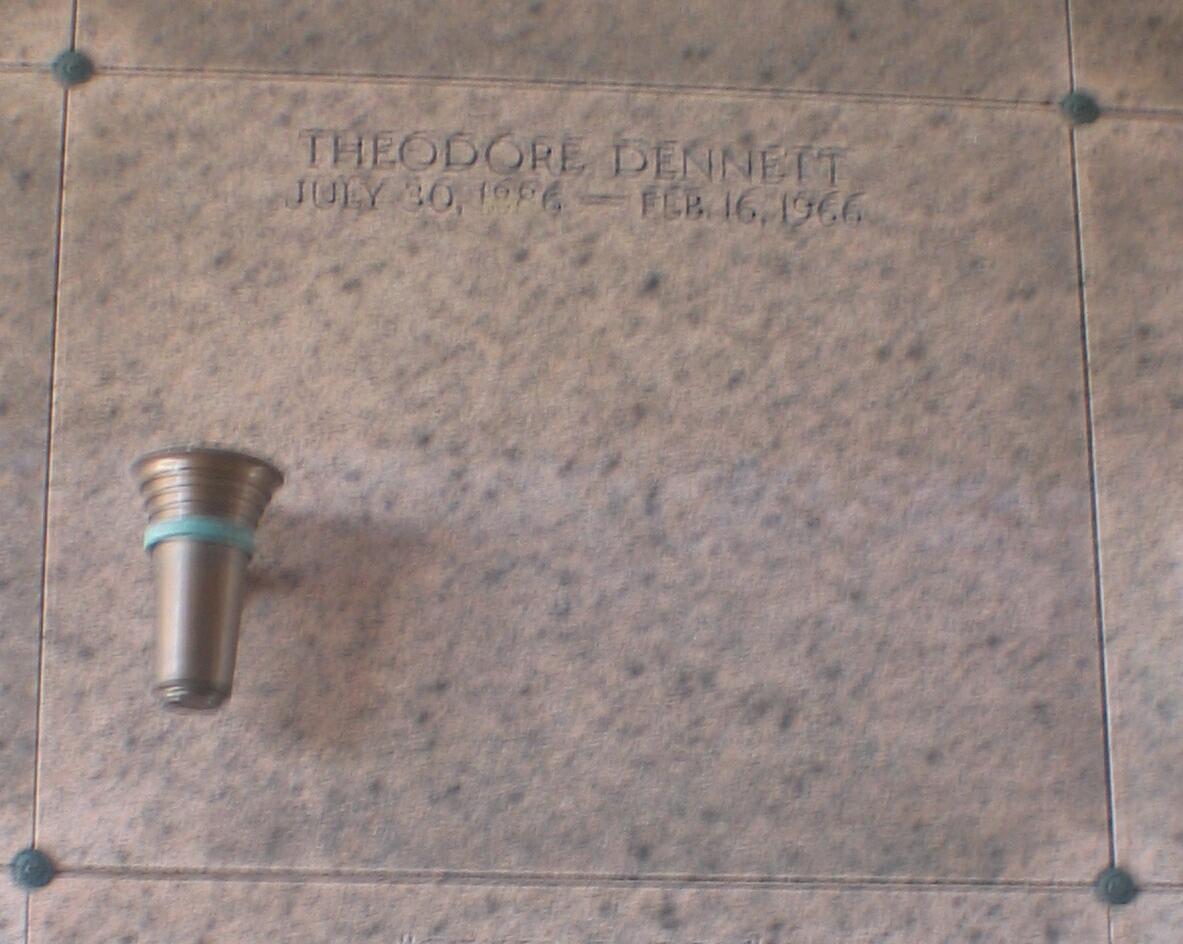 THEODORE DENNETT
JULY 30, 1886 — FEB. 16, 1966